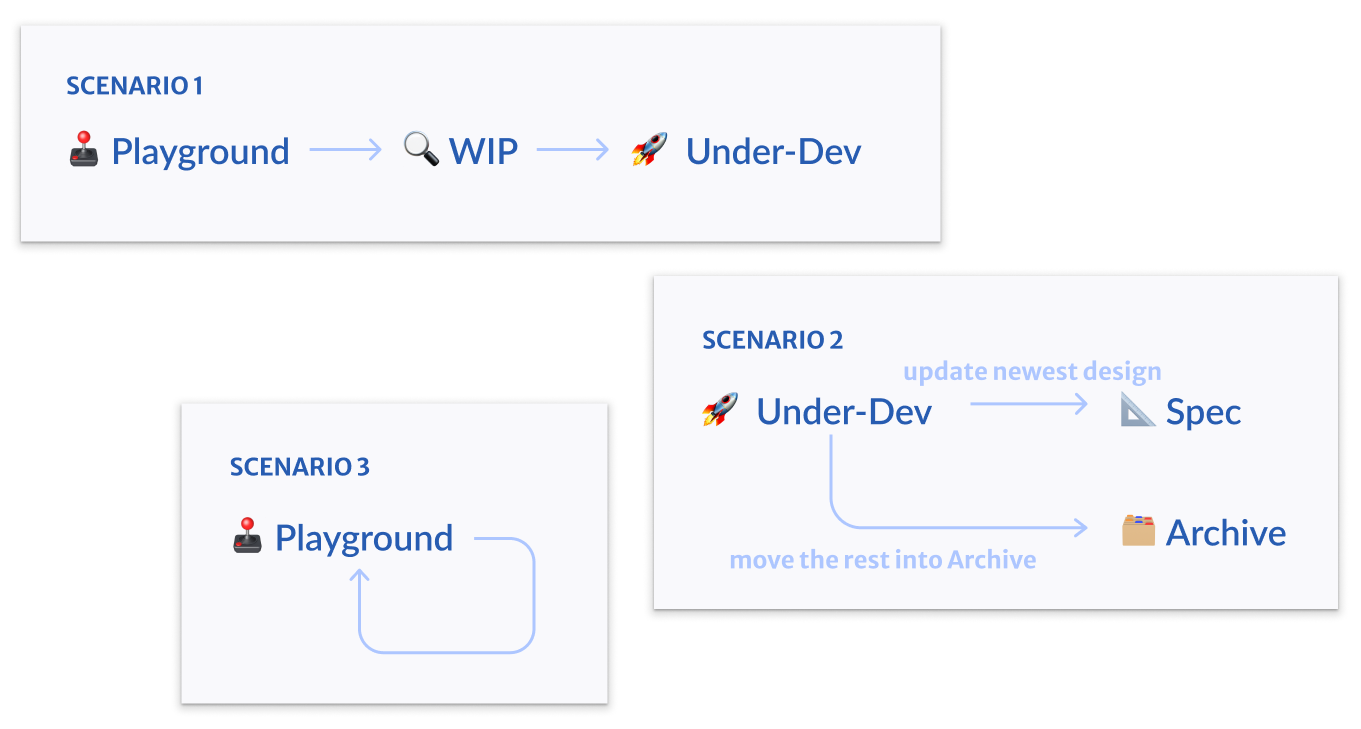 SCENARIO 1
Playground
WIP
Under-Dev
SCENARIO 2
update newest design
Under-Dev
Spec
Archive
move the rest into Archive
SCENARIO 3
Playground